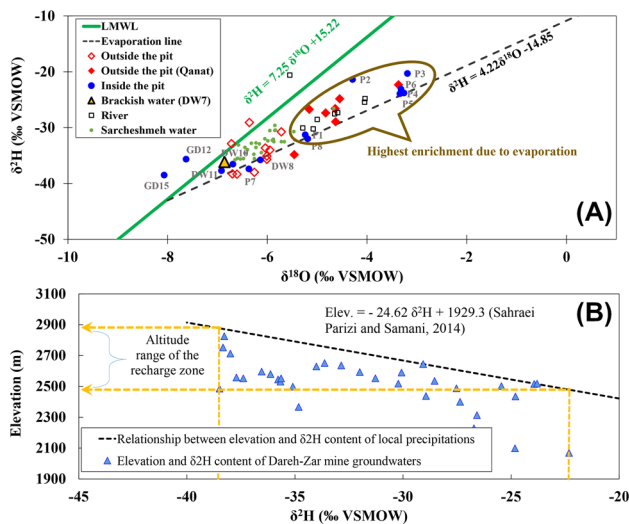 -10
-20
-30
-40
-50
δ²H (‰ VSMOW)
LMWL
Evaporation line
Outside the pit
Outside the pit (Qanat)
Inside the pit
Brackish water (DW7)
River
Sarcheshmeh water
δ²H = 7.25 δ¹⁸O +15.22
δ²H = 4.22δ¹⁸O -14.85
P2
P3
P6
P4
P5
P1
P8
GD12
DW10
GD15
DW11
P7
DW8
Highest enrichment due to evaporation
(A)
-10
-8
-6
-4
-2
0
2
δ¹⁸O (‰ VSMOW)
3100
2900
2700
2500
2300
2100
1900
Elevation (m)
Elev. = - 24.62 δ²H + 1929.3 (Sahraei
Parizi and Samani, 2014)
(B)
Altitude
range of the
recharge zone
Relationship between elevation and δ2H content of local precipitations
Elevation and δ2H content of Dareh-Zar mine groundwaters
-45
-40
-35
-30
-25
-20
δ²H (‰ VSMOW)